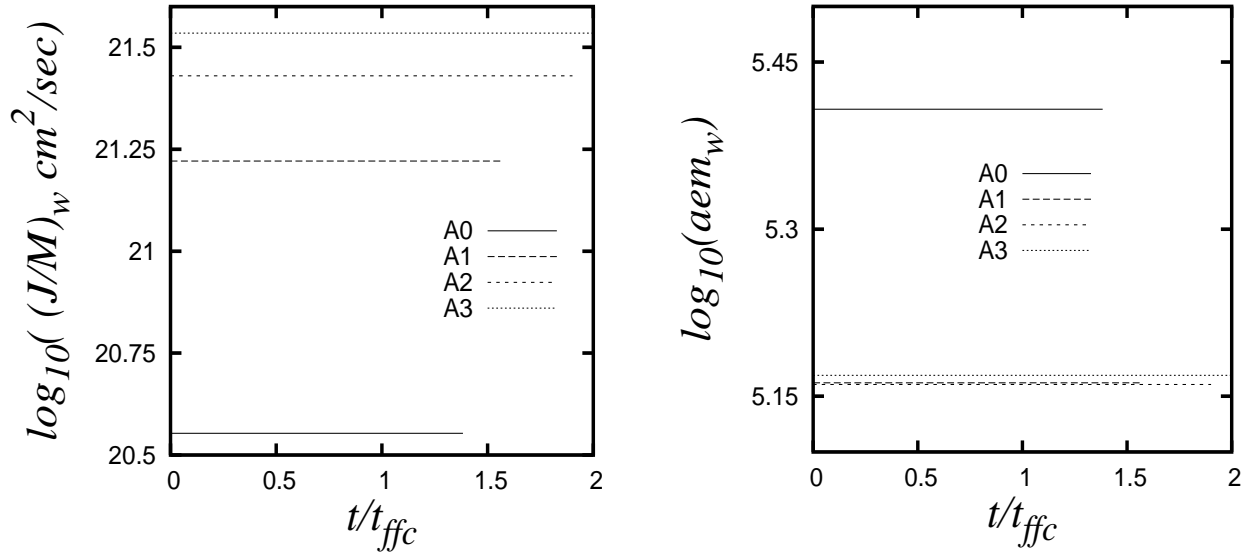 log10( (J/M)w cm2/sec)
21.5
21.25
21
20.75
20.5
A0
A1
A2
A3
0 0.5 1 1.5 2
t/tffc
log10(aemw)
5.45
5.3
5.15
A0
A1
A2
A3
0 0.5 1 1.5 2
t/tffc